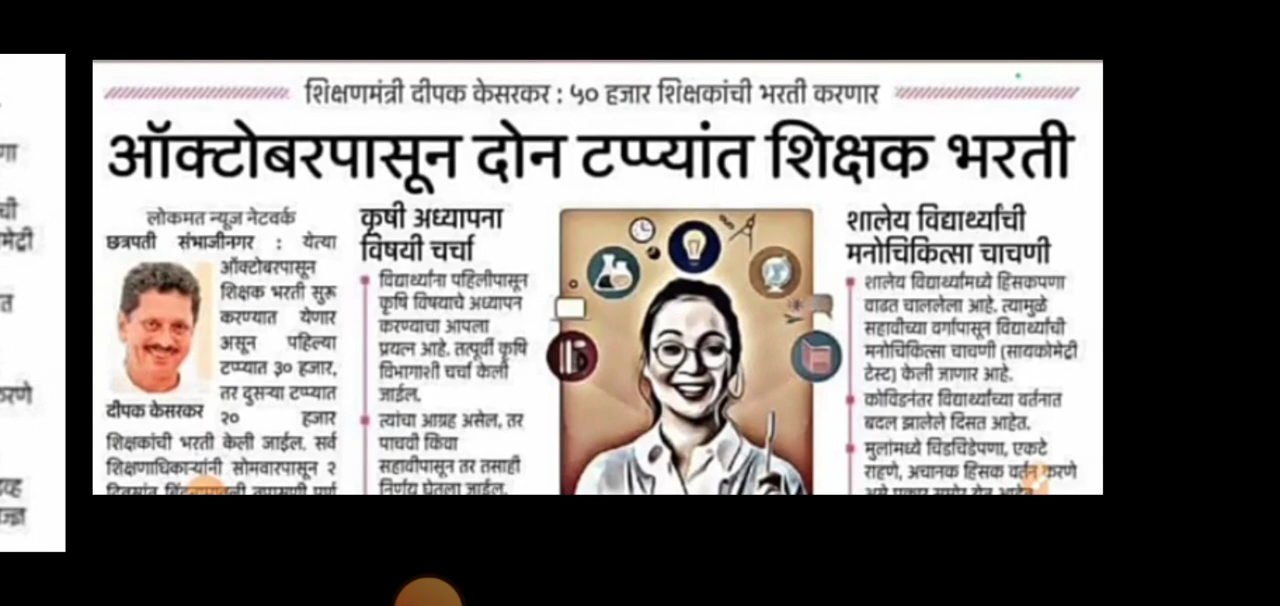 शिक्षणमंत्री दीपक केसरकर : ५० हजार शिक्षकांची भरती करणार
ऑक्टोबरपासून दोन टप्प्यांत शिक्षक भरती
लोकमत न्यूज नेटवर्क
छत्रपती संभाजीनगर : येत्या
ऑक्टोबरपासून
शिक्षक भरती सुरू
करण्यात येणार
असून पहिल्या
टप्प्यात ३० हजार,
तर दुसऱ्या टप्प्यात
२० हजार
दीपक केसरकर
शिक्षकांची भरती केली जाईल. सर्व
शिक्षणाधिकाऱ्यांनी सोमवारपासून २
कृषी अध्यापना
विषयी चर्चा
विद्यार्थ्यांना पहिलीपासून
कृषि विषयाचे अध्यापन
करण्याचा आपला
प्रयत्न आहे. तत्पूर्वी कृषि
विभागाशी चर्चा केली
जाईल.
त्यांचा आग्रह असेल, तर
पाचवी किंवा
सहावीपासून तर तसाही
निर्णय घेतला जाईल.
शालेय विद्यार्थ्यांची
मनोचिकित्सा चाचणी
शालेय विद्यार्थ्यांमध्ये हिंसकपणा
वाढत चाललेला आहे. त्यामुळे
सहावीच्या वर्गापासून विद्यार्थ्यांची
मनोचिकित्सा चाचणी (सायकोमेट्री
टेस्ट) केली जाणार आहे.
कोविडनंतर विद्यार्थ्यांच्या वर्तनात
बदल झालेले दिसत आहेत.
मुलांमध्ये चिडचिडेपणा, एकटे
राहणे, अचानक हिंसक वर्तन करणे